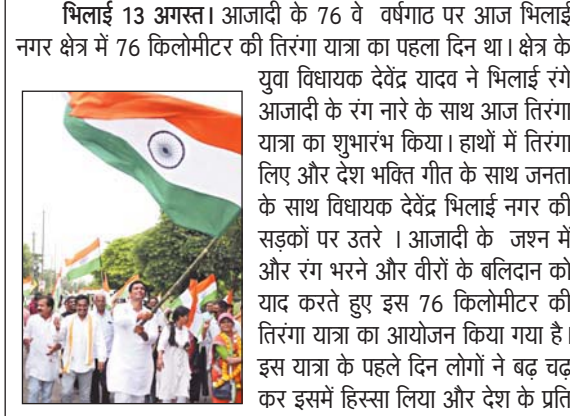 भिलाई 13 अगस्त। आजादी के 76 वे वर्षगाठ पर आज भिलाई
नगर क्षेत्र में 76 किलोमीटर की तिरंगा यात्रा का पहला दिन था। क्षेत्र के
युवा विधायक देवेंद्र यादव ने भिलाई रंगे
आजादी के रंग नारे के साथ आज तिरंगा
यात्रा का शुभारंभ किया। हाथों में तिरंगा
लिए और देश भक्ति गीत के साथ जनता
के साथ विधायक देवेंद्र भिलाई नगर की
सड़कों पर उतरे । आजादी के जश्न में
और रंग भरने और वीरों के बलिदान को
याद करते हुए इस 76 किलोमीटर की
तिरंगा यात्रा का आयोजन किया गया है।
इस यात्रा के पहले दिन लोगों ने बढ़ चढ़
कर इसमें हिस्सा लिया और देश के प्रति